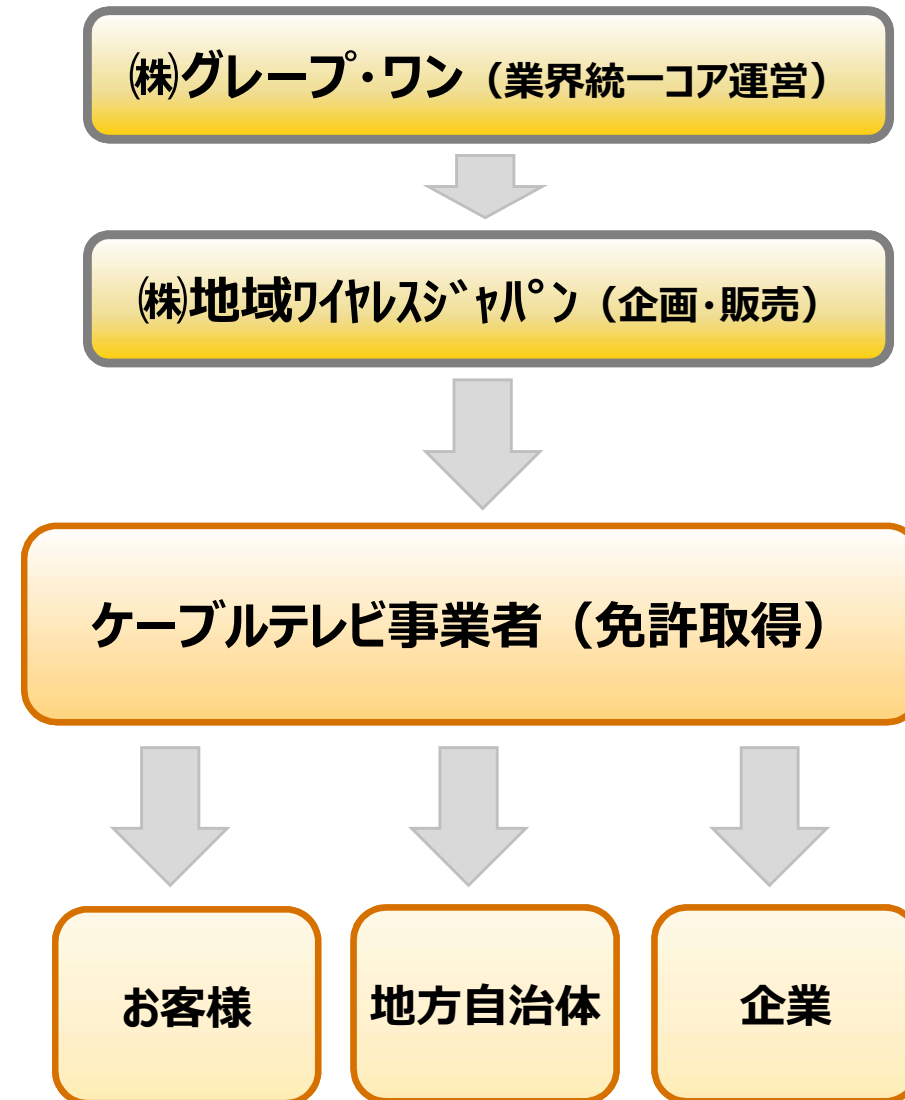 ㈱グレープ・ワン（業界統一コア運営）
㈱地域ﾜｲﾔﾚｽｼﾞｬﾊﾟﾝ（企画・販売）
ケーブルテレビ事業者（免許取得）
お客様
地方自治体
企業